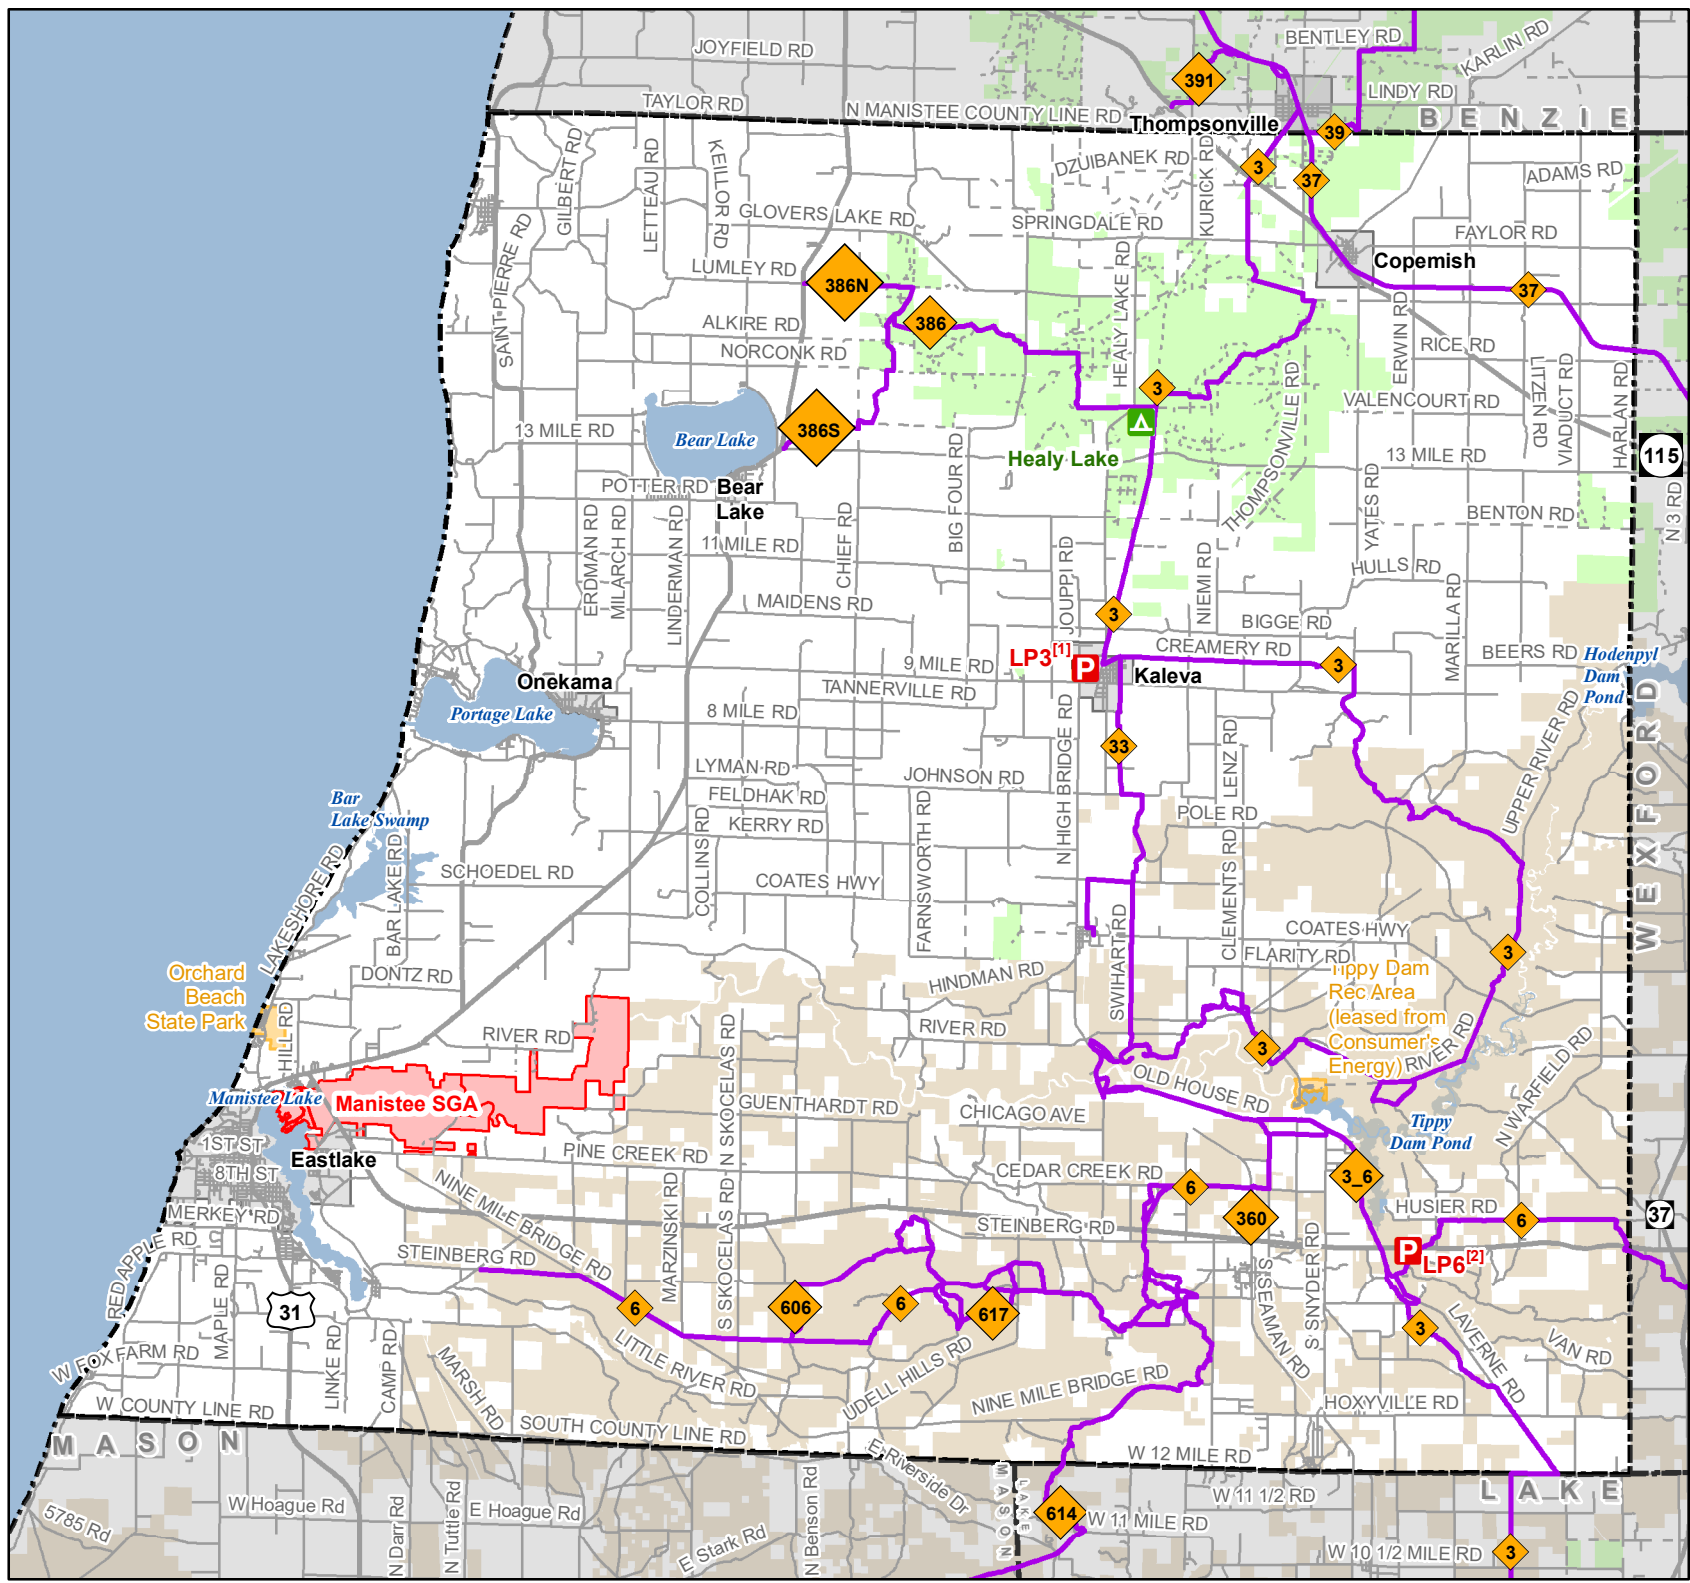 JOYFIELD RD
BENTLEY RD
KARLIN RD
391
TAYLOR RD
N MANISTEE COUNTY LINE RD
LINDY RD
BENZIE
Thompsonville
39
GILBERT RD
LETTEAU RD
KEILLOR RD
DZUIBANEK RD
KURICK RD
3
37
ADAMS RD
GLOVERS LAKE RD
SPRINGDALE RD
FAYLOR RD
SAINT PIERRE RD
LUMLEY RD
386N
HEALY LAKE RD
Copemish
37
ALKIRE RD
386
ERWIN RD
NORCONK RD
RICE RD
LITZEN RD
VIADUCT RD
HARLAN RD
3
THOMPSONVILLE RD
VALENCOURT RD
13 MILE RD
Bear Lake
386S
Healy Lake
13 MILE RD
115
POTTER RD
Bear
Lake
BIG FOUR RD
YATES RD
BENTON RD
N 3 RD
ERDMAN RD
MILARCH RD
LINDERMAN RD
11 MILE RD
CHIEF RD
JOUPPI RD
NIEMI RD
HULLS RD
MARILLA RD
MAIDENS RD
3
BIGGE RD
LP3[1]
P
CREAMERY RD
3
BEERS RD
Hodenpyl
Dam
Pond
9 MILE RD
Kaleva
Onekama
TANNERVILLE RD
Portage Lake
8 MILE RD
N HIGH BRIDGE RD
33
LENZ RD
UPPER RIVER RD
WEXFORD
LYMAN RD
JOHNSON RD
FELDHAK RD
Bar
Lake Swamp
KERRY RD
COLLINS RD
FARNSWORTH RD
POLE RD
LAKESHORE RD
BAR LAKE RD
SCHOEDEL RD
COATES HWY
CLEMENTS RD
SWIHART RD
COATES HWY
FLARITY RD
3
Orchard
Beach
State Park
DONTZ RD
HINDMAN RD
Tippy Dam
Rec Area
(leased from
Consumer's
Energy)
HILL RD
RIVER RD
N SKOCELAS RD
RIVER RD
3
RIVER RD
N WARFIELD RD
Manistee Lake
Manistee SGA
GUENTHARDT RD
CHICAGO AVE
OLD HOUSE RD
Tippy
Dam Pond
1ST ST
8TH ST
Eastlake
PINE CREEK RD
CEDAR CREEK RD
6
3_6
MERKEY RD
NINE MILE BRIDGE RD
MARZINSKI RD
S SKOCELAS RD
STEINBERG RD
360
HUSIER RD
6
37
RED APPLE RD
STEINBERG RD
P
LP6[2]
MAPLE RD
31
6
606
6
617
S SEAMAN RD
S SNYDER RD
3
LAVERNE RD
VAN RD
W FOX FARM RD
LINKE RD
CAMP RD
MARSH RD
LITTLE RIVER RD
UDELL HILLS RD
NINE MILE BRIDGE RD
HOXYVILLE RD
W COUNTY LINE RD
SOUTH COUNTY LINE RD
W 12 MILE RD
MASON
E Riverside Dr
MASON
LAKE
LAKE
W Hoague Rd
E Hoague Rd
614
W 11 1/2 RD
W 11 MILE RD
5785 Rd
N Darr Rd
N Tuttle Rd
E Stark Rd
N Benson Rd
W 10 1/2 MILE RD
3